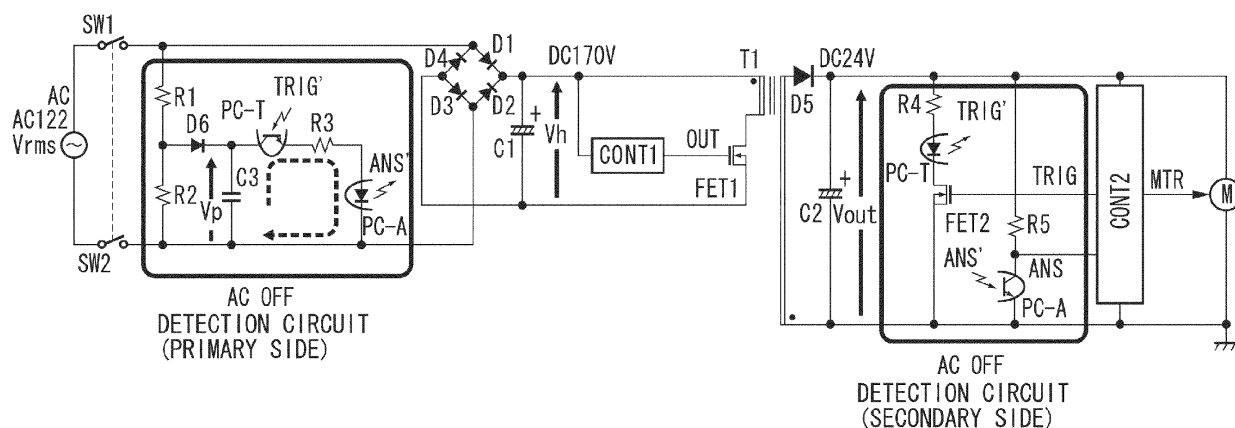 SW1
AC
AC122
Vrms
SW2
R1
D6
R2
Vp
C3
PC-T
TRIG'
R3
ANS'
PC-A
AC OFF
DETECTION CIRCUIT
(PRIMARY SIDE)
D4
D1
D3
D2
C1
+
Vh
DC170V
CONT1
OUT
FET1
T1
D5
DC24V
+
C2
Vout
R4
TRIG'
PC-T
FET2
TRIG
R5
ANS'
ANS
PC-A
CONT2
MTR
M
AC OFF
DETECTION CIRCUIT
(SECONDARY SIDE)